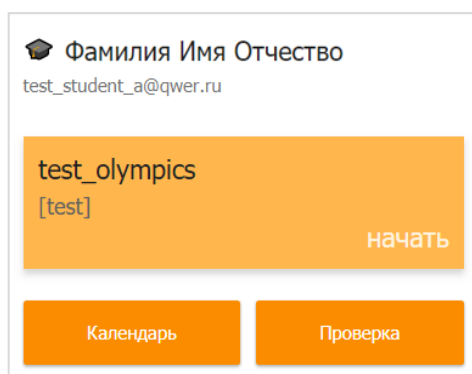 Фамилия Имя Отчество
test_student_a@qwer.ru
test_olympics
[test]
начать
Календарь Проверка